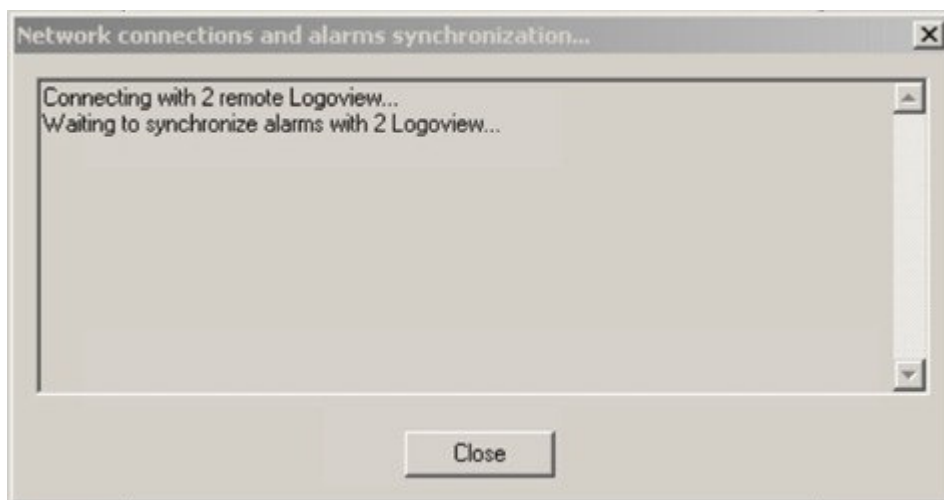 Network connections and alarms synchronization...
Connecting with 2 remote Logoview...
Waiting to synchronize alarms with 2 Logoview...
Close